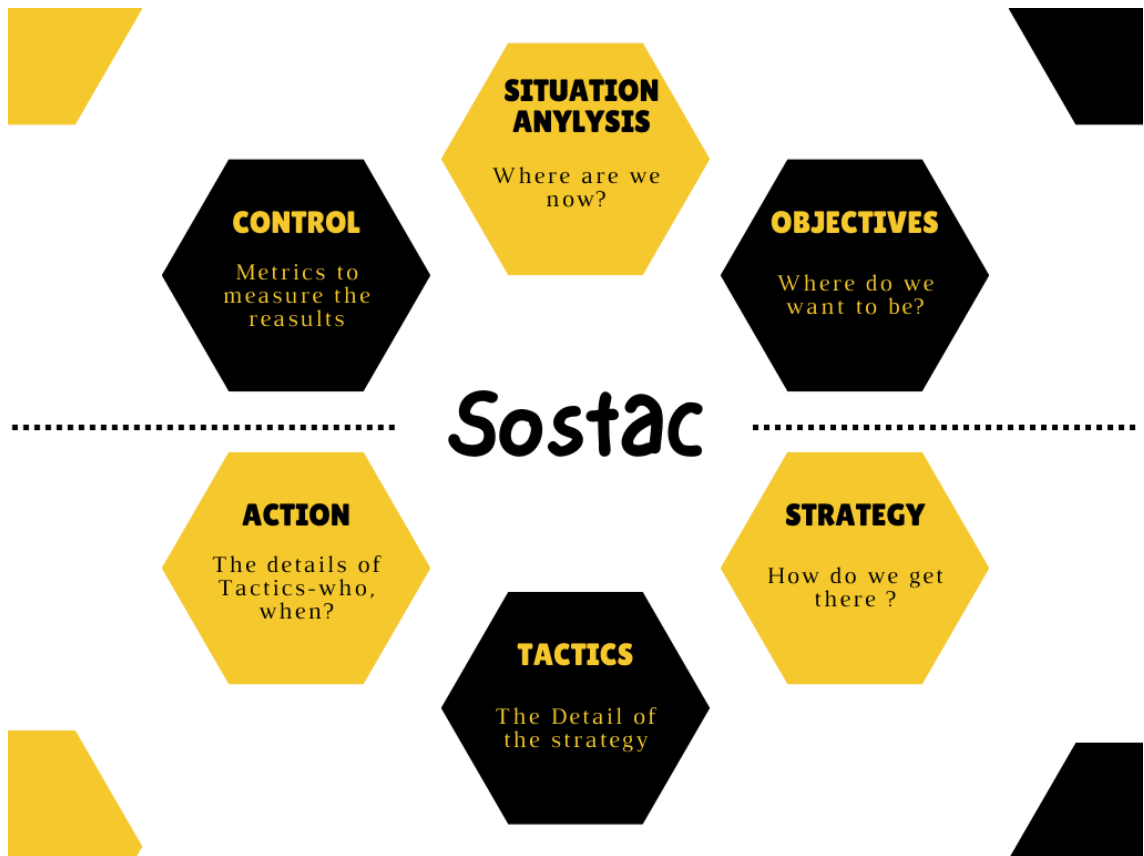 SITUATION
ANYLYSIS
Where are we
now?
CONTROL
Metrics to
measure the
reasults
OBJECTIVES
Where do we
want to be?
Sostac
ACTION
The details of
Tactics-who,
when?
STRATEGY
How do we get
there ?
TACTICS
The Detail of
the strategy